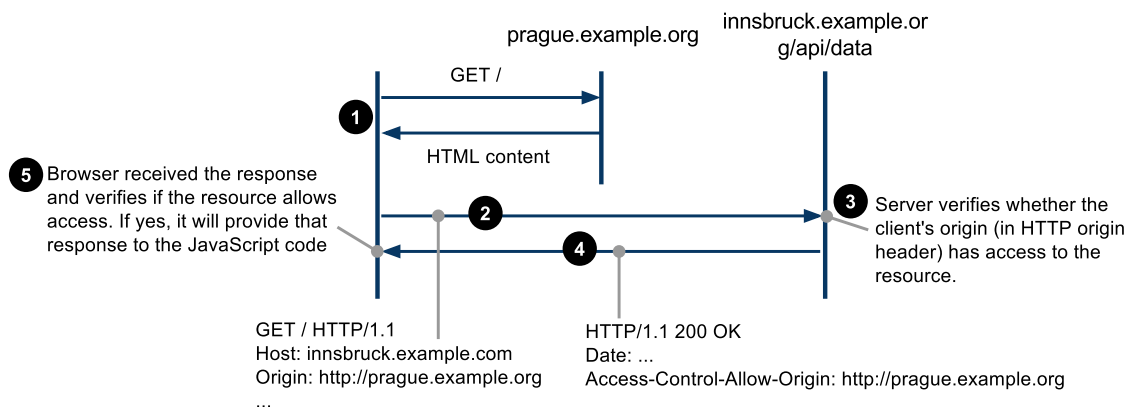 prague.example.org
innsbruck.example.or
g/api/data
GET /
1
HTML content
5
Browser received the response
and verifies if the resource allows
access. If yes, it will provide that
response to the JavaScript code
2
3
Server verifies whether the
client's origin (in HTTP origin
header) has access to the
resource.
4
GET / HTTP/1.1
Host: innsbruck.example.com
Origin: http://prague.example.org
...
HTTP/1.1 200 OK
Date: ...
Access-Control-Allow-Origin: http://prague.example.org